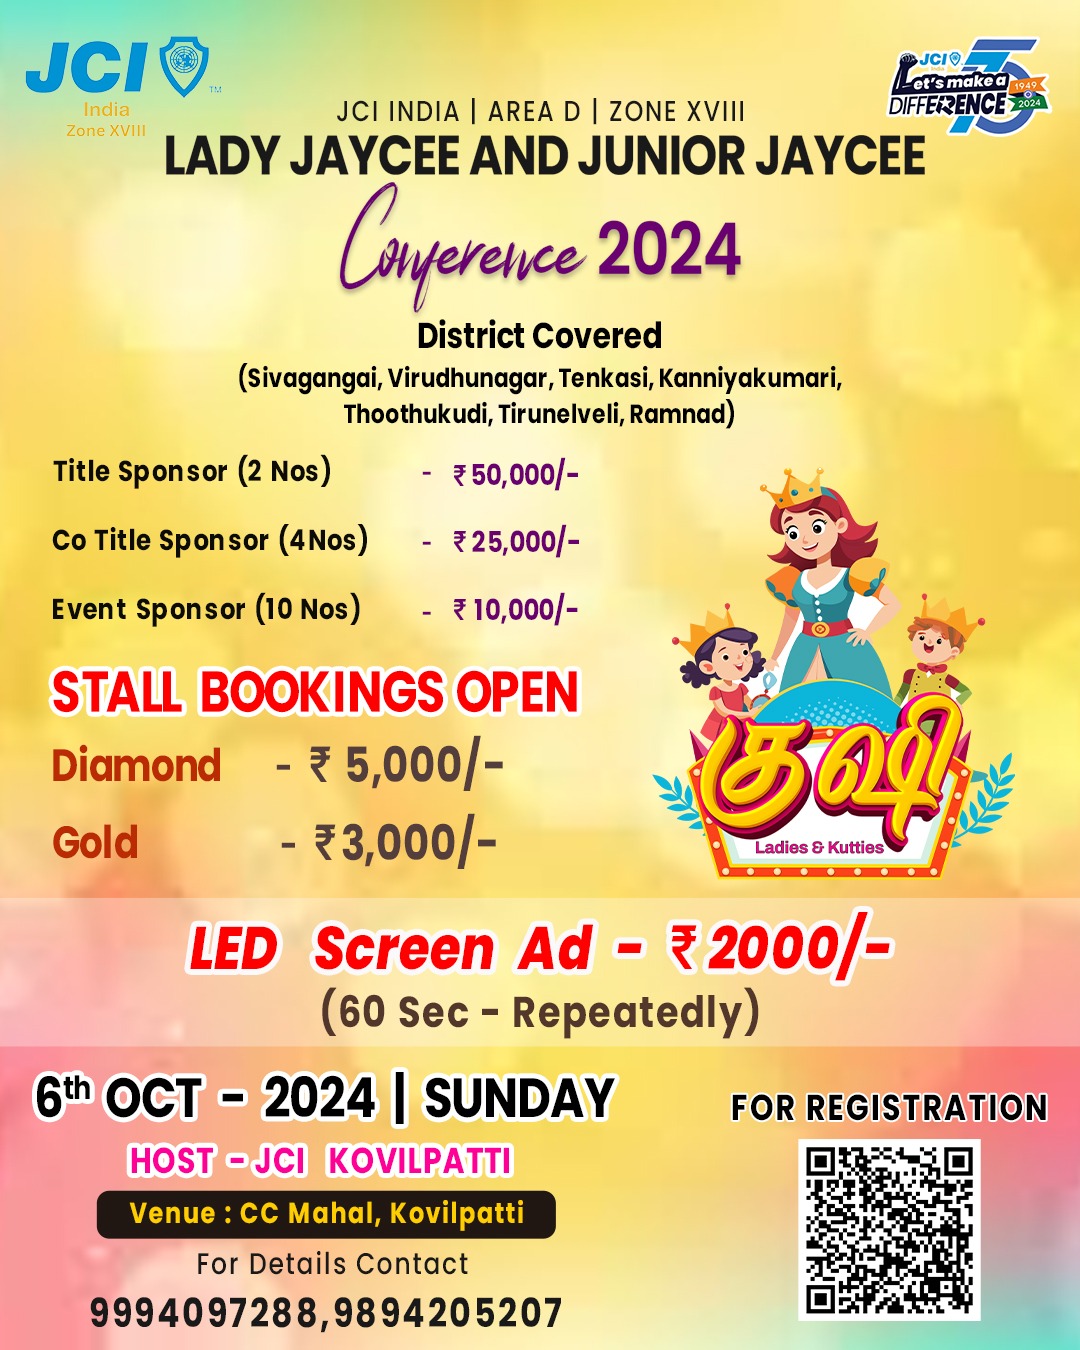 JCI
TM
India
Zone XVIII
JCI
India
Let's make a
DIFFERENCE
75
1949
2024
JCI INDIA | AREA D | ZONE XVIII
LADY JAYCEE AND JUNIOR JAYCEE
Conference 2024
District Covered
(Sivagangai, Virudhunagar, Tenkasi, Kanniyakumari,
Thoothukudi, Tirunelveli, Ramnad)
Title Sponsor (2 Nos) - ₹ 50,000/-
Co Title Sponsor (4Nos) - ₹ 25,000/-
Event Sponsor (10 Nos) - ₹ 10,000/-
STALL BOOKINGS OPEN
Diamond - ₹ 5,000/-
Gold - ₹ 3,000/-
குஷி
Ladies & Kutties
LED Screen Ad - ₹ 2000/-
(60 Sec - Repeatedly)
6th OCT - 2024 | SUNDAY
HOST - JCI KOVILPATTI
Venue : CC Mahal, Kovilpatti
For Details Contact
9994097288,9894205207
FOR REGISTRATION